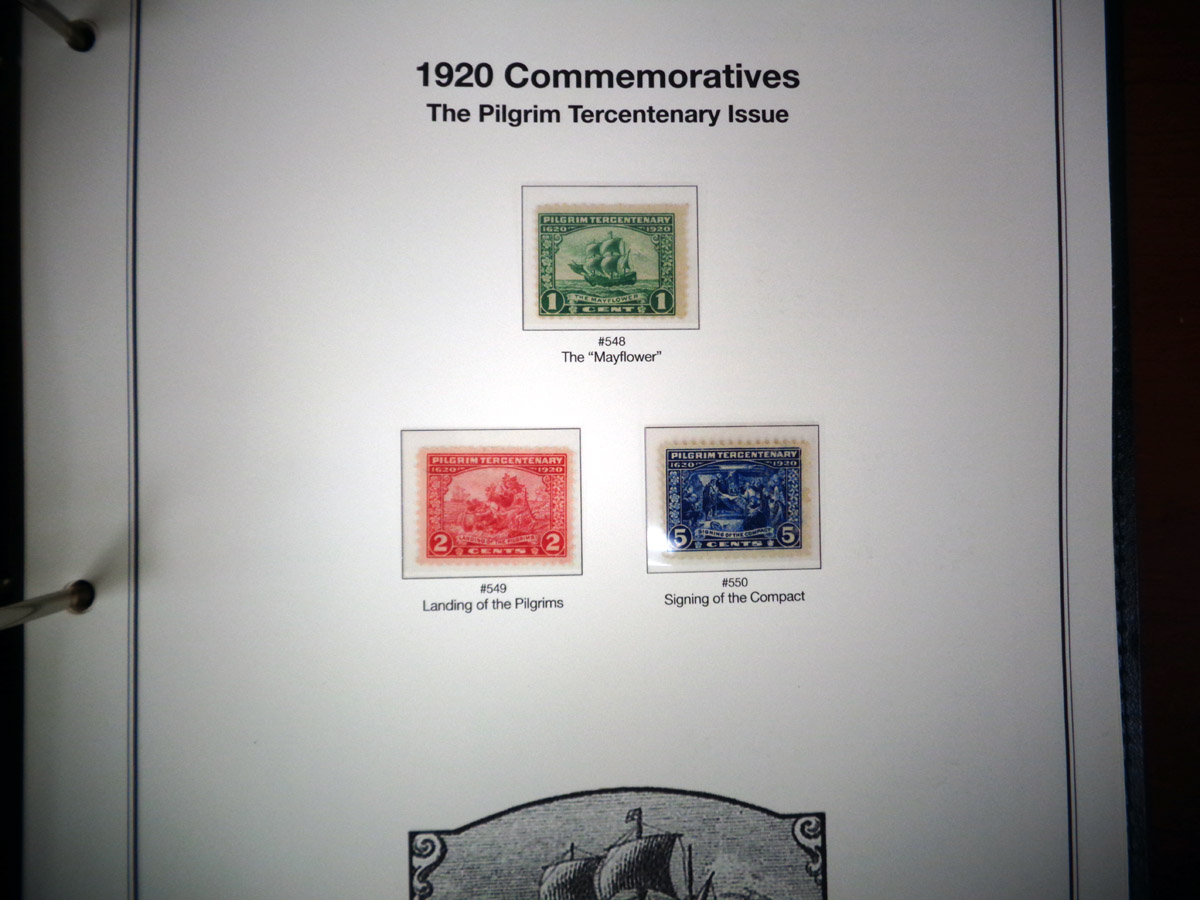 1920 Commemoratives
The Pilgrim Tercentenary Issue
PILGRIM TERCENTENARY
1620 1920
THE MAYFLOWER
1 CENT 1
#548
The “Mayflower”
PILGRIM TERCENTENARY
1620 1920
LANDING OF THE PILGRIMS
2 CENTS 2
#549
Landing of the Pilgrims
PILGRIM TERCENTENARY
1620 1920
SIGNING OF THE COMPACT
5 CENTS 5
#550
Signing of the Compact